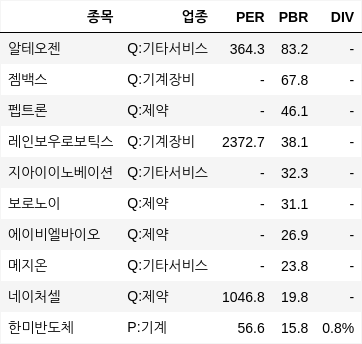 종목 업종 PER PBR DIV
알테오젠 Q:기타서비스 364.3 83.2 -
젬백스 Q:기계장비 - 67.8 -
펩트론 Q:제약 - 46.1 -
레인보우로보틱스 Q:기계장비 2372.7 38.1 -
지아이이노베이션 Q:기타서비스 - 32.3 -
보로노이 Q:제약 - 31.1 -
에이비엘바이오 Q:제약 - 26.9 -
메지온 Q:기타서비스 - 23.8 -
네이처셀 Q:제약 1046.8 19.8 -
한미반도체 P:기계 56.6 15.8 0.8%